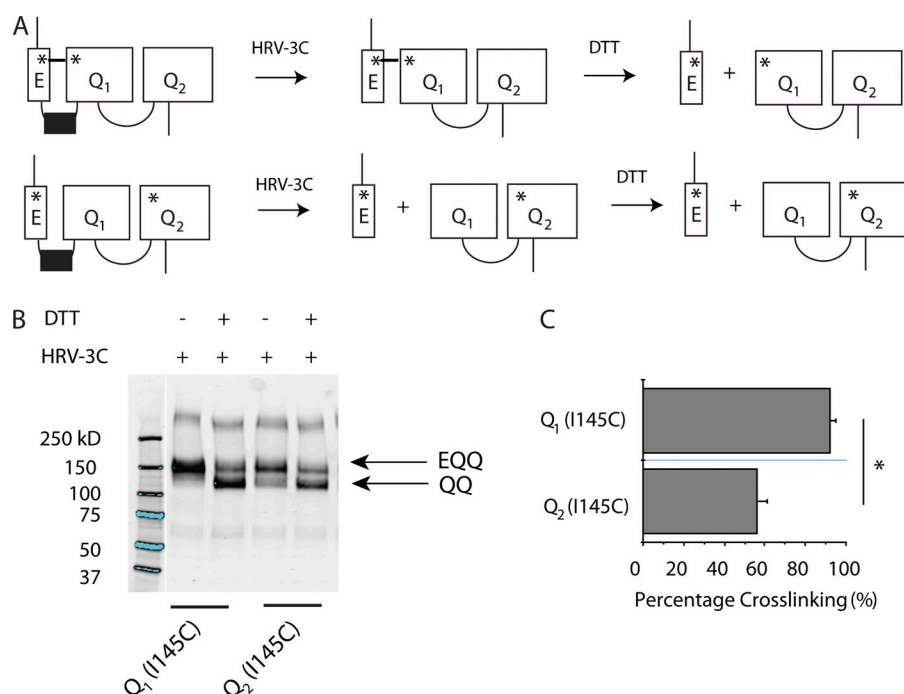 A
* * E Q1 Q2
HRV-3C
* * E Q1 Q2
DTT
* E + * Q1 Q2
* E Q1 * Q2
HRV-3C
* E + Q1 * Q2
DTT
* E + Q1 * Q2
B
DTT - + - +
HRV-3C + + + +
250 kD
150
100
75
50
37
EQQ
QQ
Q1 (I145C)
Q2 (I145C)
C
Q1 (I145C)
Q2 (I145C)
*
0 20 40 60 80 100
Percentage Crosslinking (%)